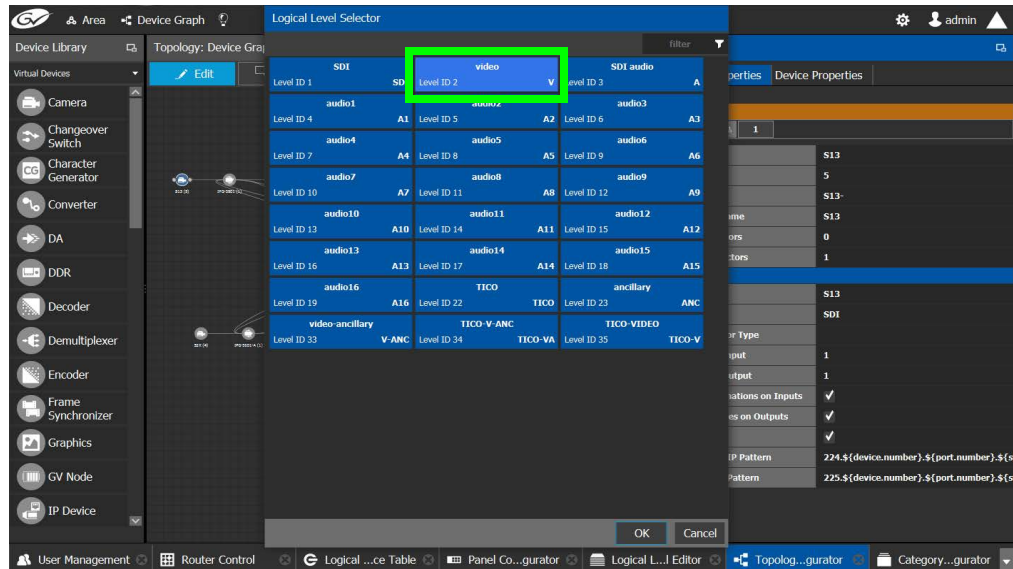 GV Area Device Graph Logical Level Selector admin
Device Library Topology: Device Gra
filter
Virtual Devices
Edit
perties Device Properties
SDI
Level ID 1 SD
video
Level ID 2 V
SDI audio
evel ID 3 A
audio1
Level ID 4 A1
audio2
Level ID 5 A2
audio3
Level ID 6 A3
audio4
Level ID 7 A4
audio5
Level ID 8 A5
audio6
Level ID 9 A6
audio7
Level ID 10 A7
audio8
Level ID 11 A8
audio9
Level ID 12 A9
audio10
Level ID 13 A10
audio11
Level ID 14 A11
audio12
Level ID 15 A12
audio13
Level ID 16 A13
audio14
Level ID 17 A14
audio15
Level ID 18 A15
audio16
Level ID 19 A16
TICO
Level ID 22 TICO
ancillary
Level ID 23 ANC
video-ancillary
Level ID 33 V-ANC
TICO-V-ANC
Level ID 34 TICO-VA
TICO-VIDEO
Level ID 35 TICO-V
Camera
Changeover
Switch
CG
Character
Generator
Converter
DA
DDR
Decoder
Demultiplexer
Encoder
Frame
Synchronizer
Graphics
GV Node
IP Device
1
S13
5
S13-
me S13
ors 0
tors 1
S13
SDI
or Type
put 1
utput 1
nations on Inputs
es on Outputs
IP Pattern 224.${device.number}.${port.number}.${s
Pattern 225.${device.number}.${port.number}.${s
OK Cancel
User Management Router Control Logical ...ce Table Panel Co...gurator Logical L...l Editor Topolog...gurator Category...gurator